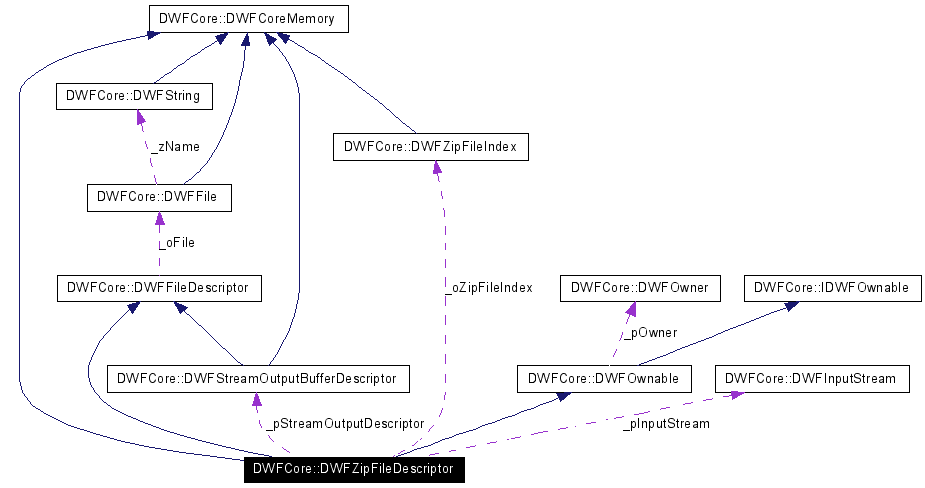 DWFCore::DWFCoreMemory
DWFCore::DWFString
_zName
DWFCore::DWFZipFileIndex
DWFCore::DWFFile
_oFile
DWFCore::DWFFileDescriptor
_oZipFileIndex
DWFCore::DWFOwner
DWFCore::IDWFOwnable
_pOwner
DWFCore::DWFStreamOutputBufferDescriptor
DWFCore::DWFOwnable
DWFCore::DWFInputStream
_pStreamOutputDescriptor
_pInputStream
DWFCore::DWFZipFileDescriptor